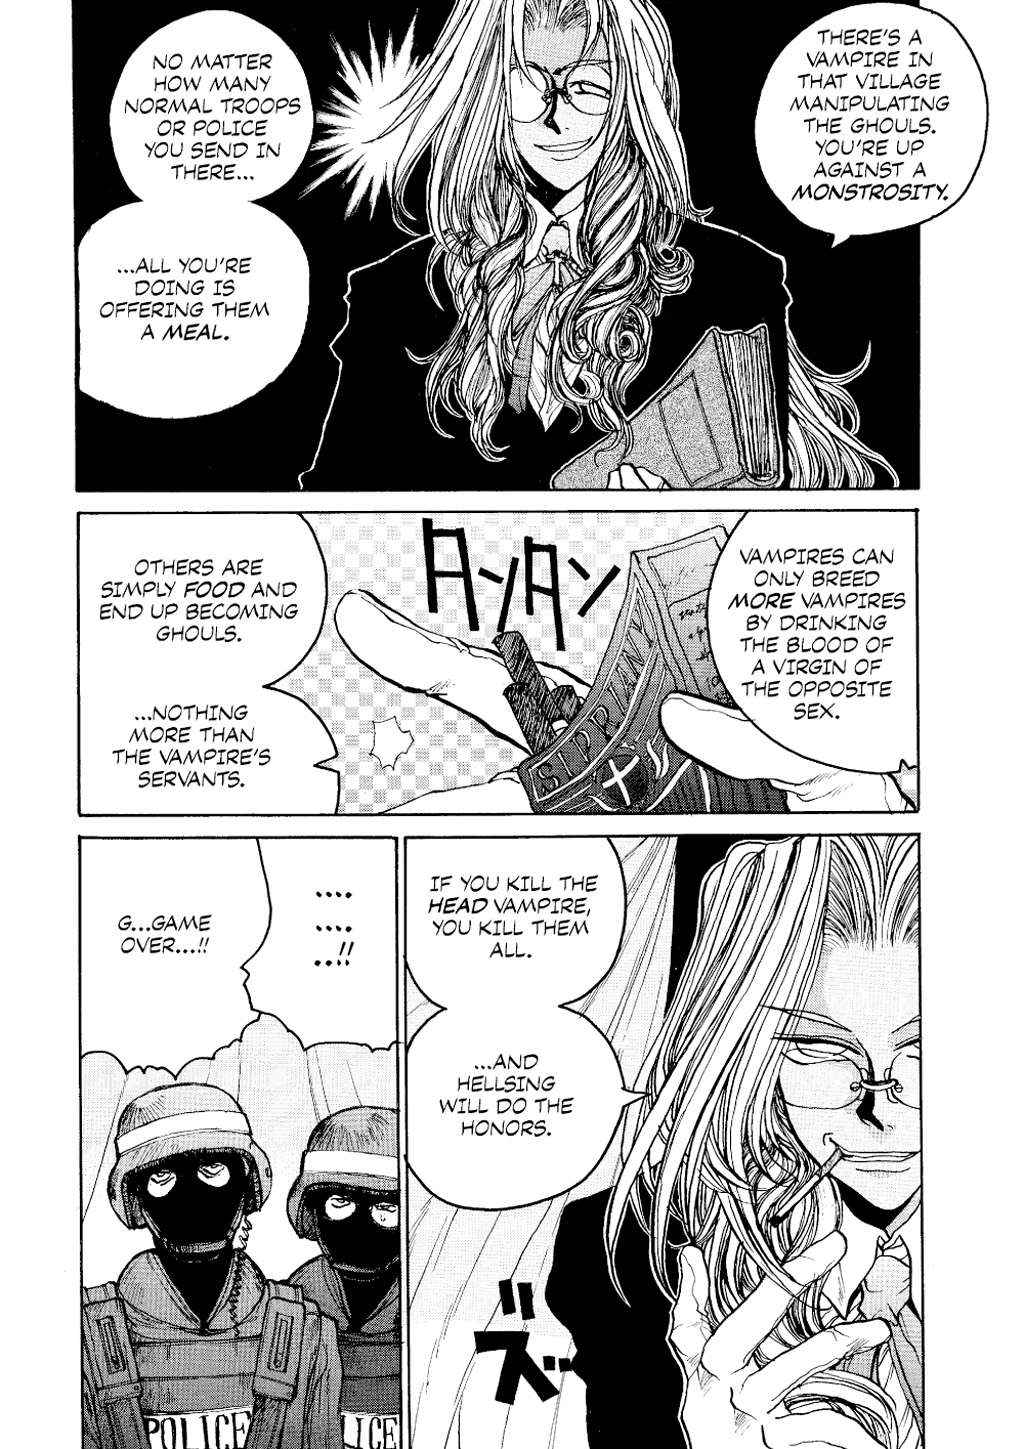 THERE'S A
VAMPIRE IN
THAT VILLAGE
MANIPULATING
THE GHOULS.
YOU'RE UP
AGAINST A
MONSTROSITY.
NO MATTER
HOW MANY
NORMAL TROOPS
OR POLICE
YOU SEND IN
THERE...
...ALL YOU'RE
DOING IS
OFFERING THEM
A MEAL.
VAMPIRES CAN
ONLY BREED
MORE VAMPIRES
BY DRINKING
THE BLOOD OF
A VIRGIN OF
THE OPPOSITE
SEX.
タンタン
OTHERS ARE
SIMPLY FOOD AND
END UP BECOMING
GHOULS.
...NOTHING
MORE THAN
THE VAMPIRE'S
SERVANTS.
IF YOU KILL THE
HEAD VAMPIRE,
YOU KILL THEM
ALL.
...AND
HELLSING
WILL DO THE
HONORS.
ズ
....
....
..!!
G...GAME
OVER...!!
POLICE
LICE